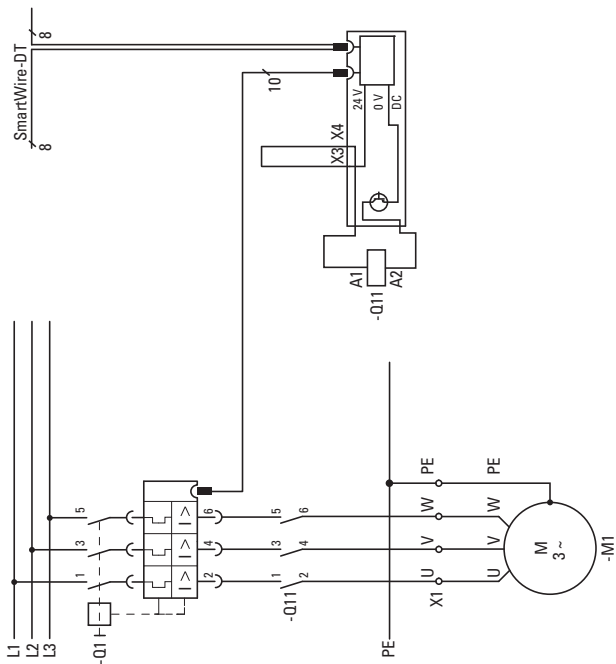 SmartWire-DT
8
8
10
24 V
0 V
DC
X3
X4
A1
A2
-Q11
L1
L2
L3
-Q1
1
3
5
I>
I>
I>
2
4
6
-Q11
1
3
5
2
4
6
PE
X1
U
V
W
PE
U
V
W
PE
M
3 ~
-M1